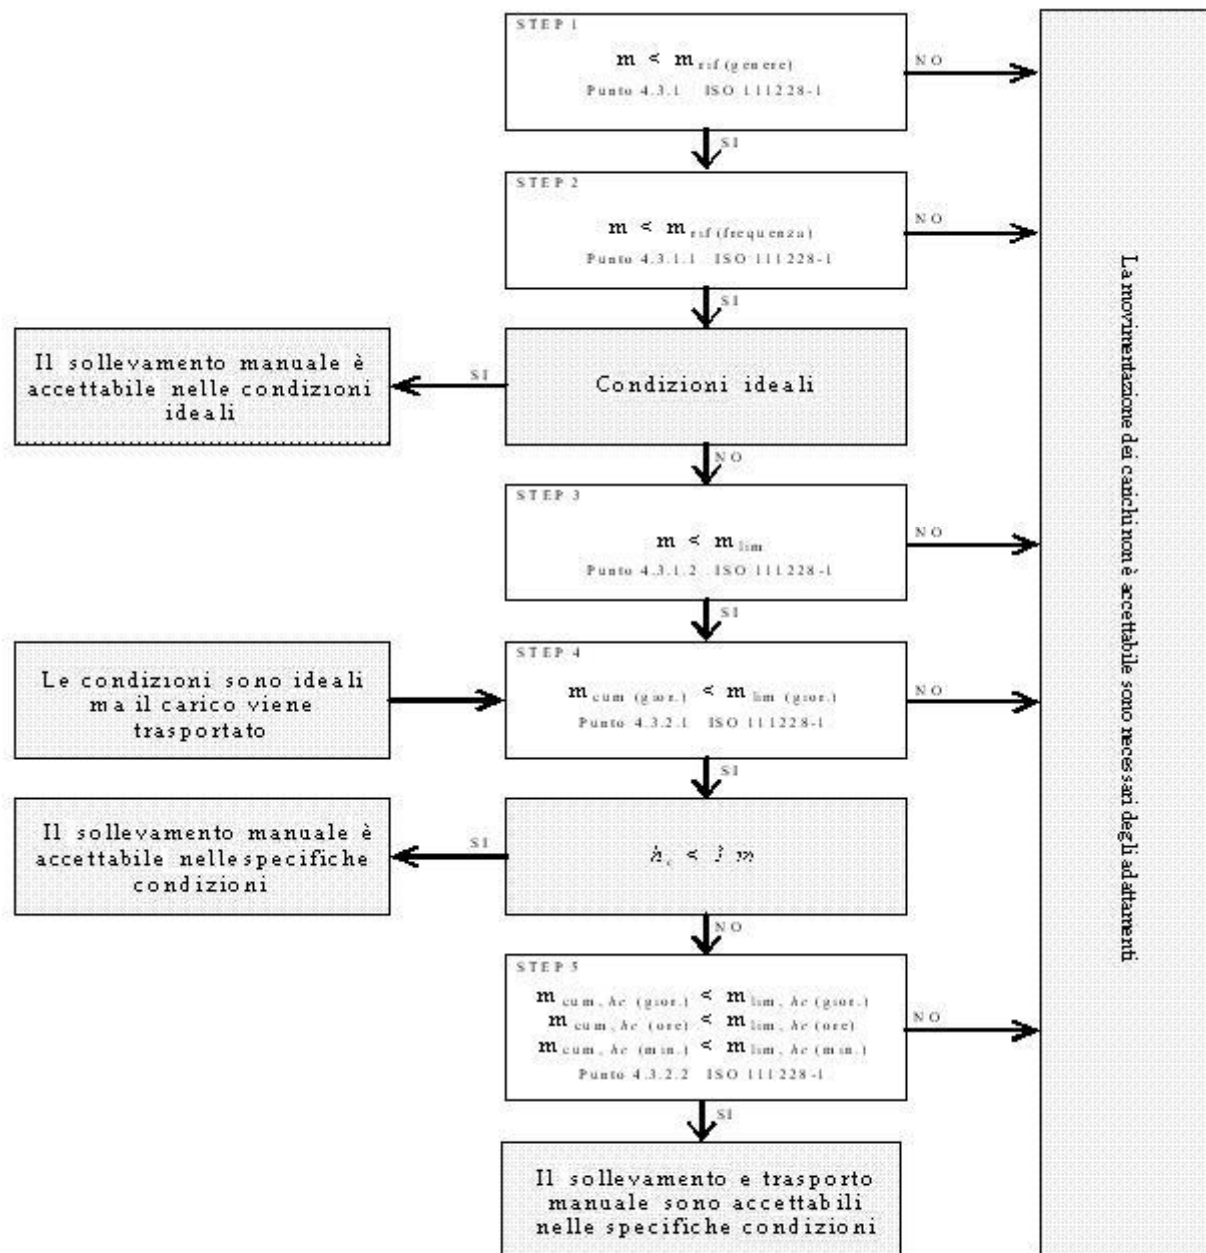 STEP 1
m < m rif (genere)
Punto 4.3.1 ISO 111228-1
NO
SI
STEP 2
m < m rif (frequenza)
Punto 4.3.1.1 ISO 111228-1
NO
SI
Il sollevamento manuale è
accettabile nelle condizioni
ideali
SI
Condizioni ideali
NO
STEP 3
m < m lim
Punto 4.3.1.2 ISO 111228-1
NO
SI
Le condizioni sono ideali
ma il carico viene
trasportato
STEP 4
m cum (gior.) < m lim (gior.)
Punto 4.3.2.1 ISO 111228-1
NO
SI
Il sollevamento manuale è
accettabile nelle specifiche
condizioni
SI
h c < 1 m
NO
STEP 5
m cum, hc (gior.) < m lim, hc (gior.)
m cum, hc (ore) < m lim, hc (ore)
m cum, hc (min.) < m lim, hc (min.)
Punto 4.3.2.2 ISO 111228-1
NO
SI
Il sollevamento e trasporto
manuale sono accettabili
nelle specifiche condizioni
La movimentazione dei carichi non è accettabile sono necessari degli adattamenti